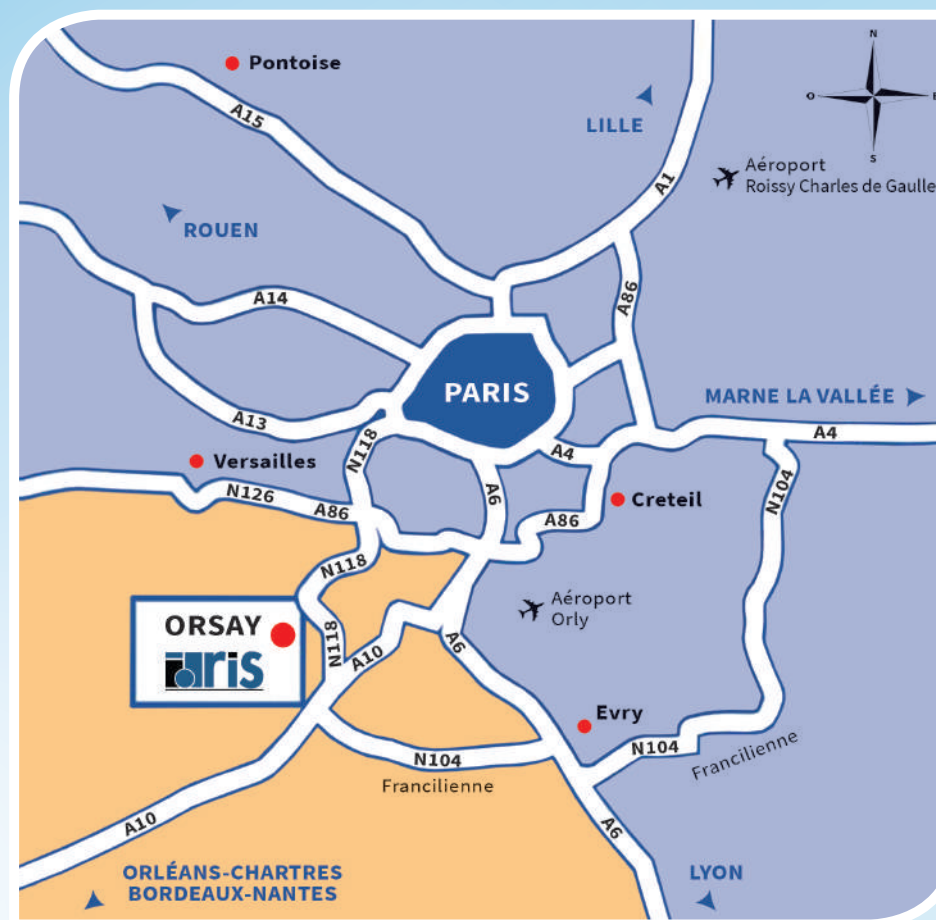 N
Pontoise
A15
LILLE
O
E
S
Aéroport
Roissy Charles de Gaulle
A1
ROUEN
A14
A86
PARIS
MARNE LA VALLÉE
A13
N118
A4
A4
Versailles
A6
N104
N126
A86
A86
Creteil
N118
Aéroport
Orly
ORSAY
idris
N118
A10
A6
Evry
N104
N104
Francilienne
Francilienne
A10
A6
ORLÉANS-CHARTRES
BORDEAUX-NANTES
LYON